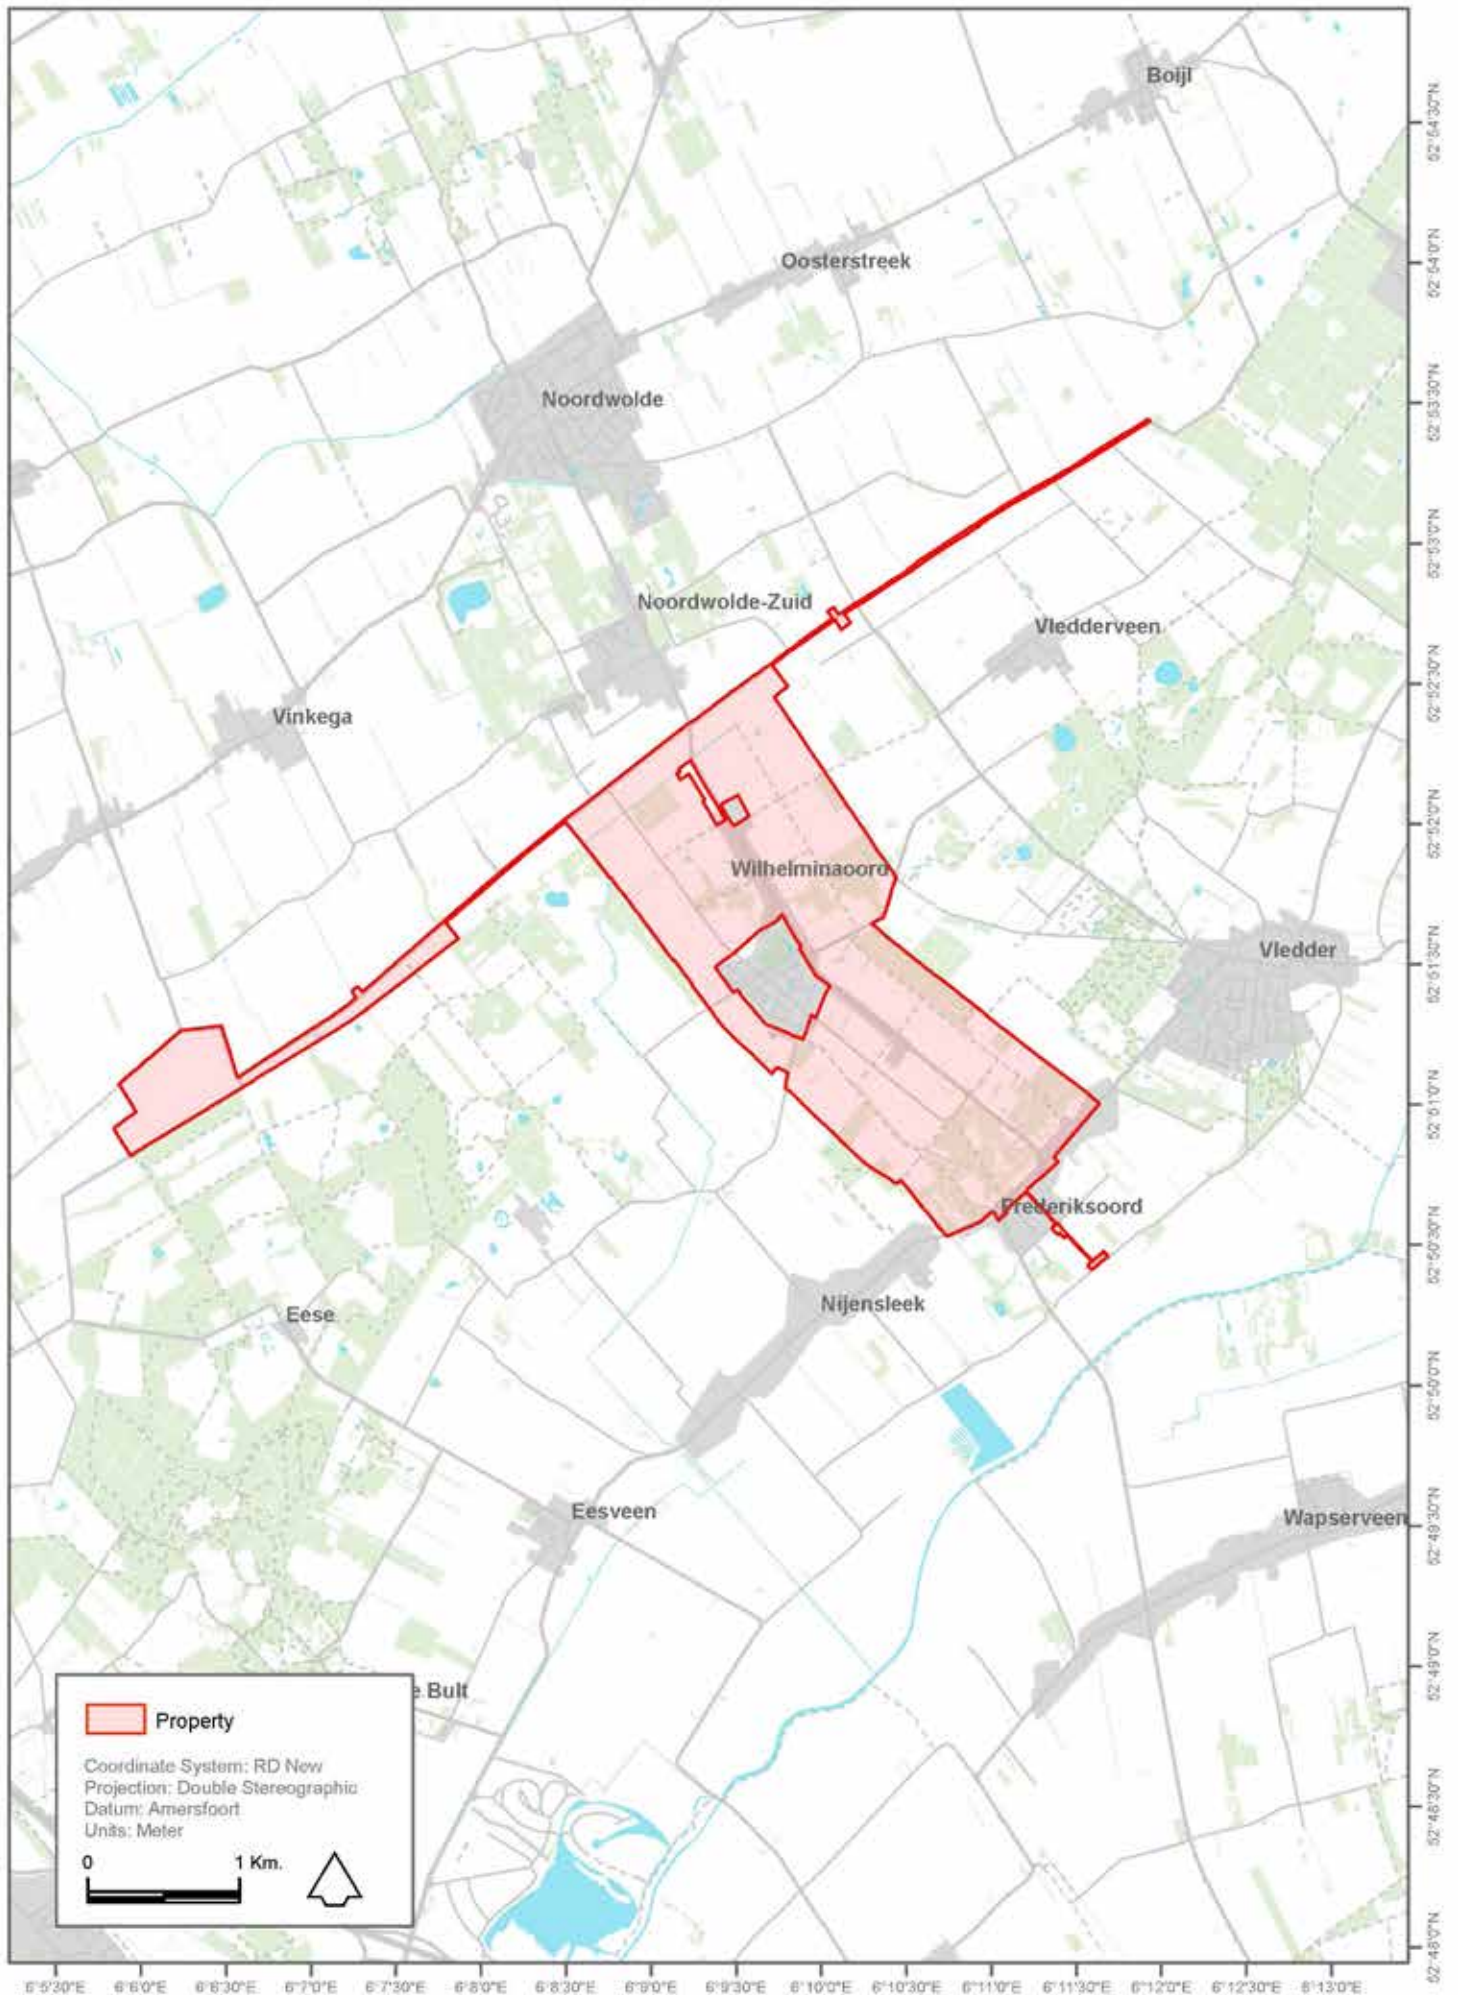 Boijl
52°54'30"N
Oosterstreek
52°54'0"N
Noordwolde
52°53'30"N
52°53'0"N
Noordwolde-Zuid
Vledderveen
52°52'30"N
Vinkega
52°52'0"N
Wilhelminaoord
Vledder
52°51'30"N
52°51'0"N
Frederiksoord
52°50'30"N
Nijensleek
Eese
52°50'0"N
Eesveen
Wapserveen
52°49'30"N
52°49'0"N
e Bult
Property
Coordinate System: RD New
Projection: Double Stereographic
Datum: Amersfoort
Units: Meter
52°48'30"N
0 1 Km.
52°48'0"N
6°5'30"E 6°6'0"E 6°6'30"E 6°7'0"E 6°7'30"E 6°8'0"E 6°8'30"E 6°9'0"E 6°9'30"E 6°10'0"E 6°10'30"E 6°11'0"E 6°11'30"E 6°12'0"E 6°12'30"E 6°13'0"E